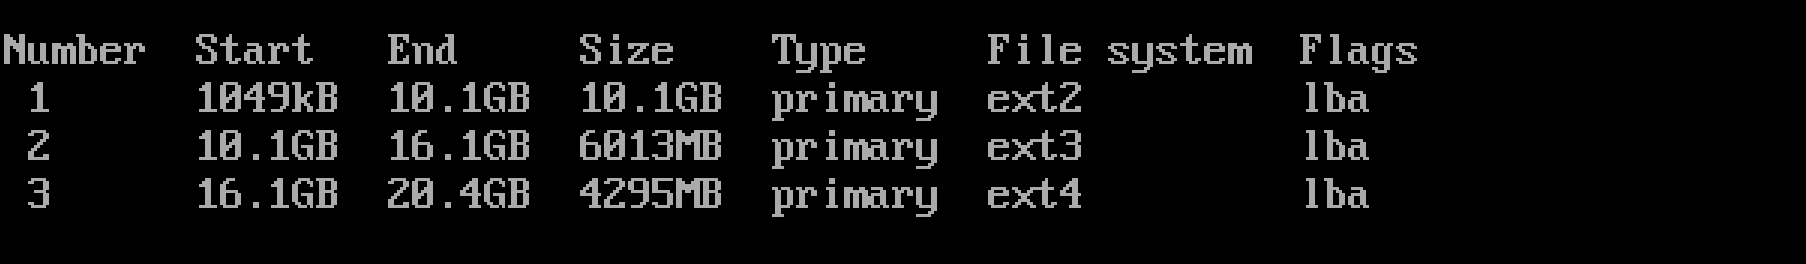 Number  Start   End     Size    Type     File system  Flags
 1      1049kB  10.1GB  10.1GB  primary  ext2         lba
 2      10.1GB  16.1GB  6013MB  primary  ext3         lba
 3      16.1GB  20.4GB  4295MB  primary  ext4         lba